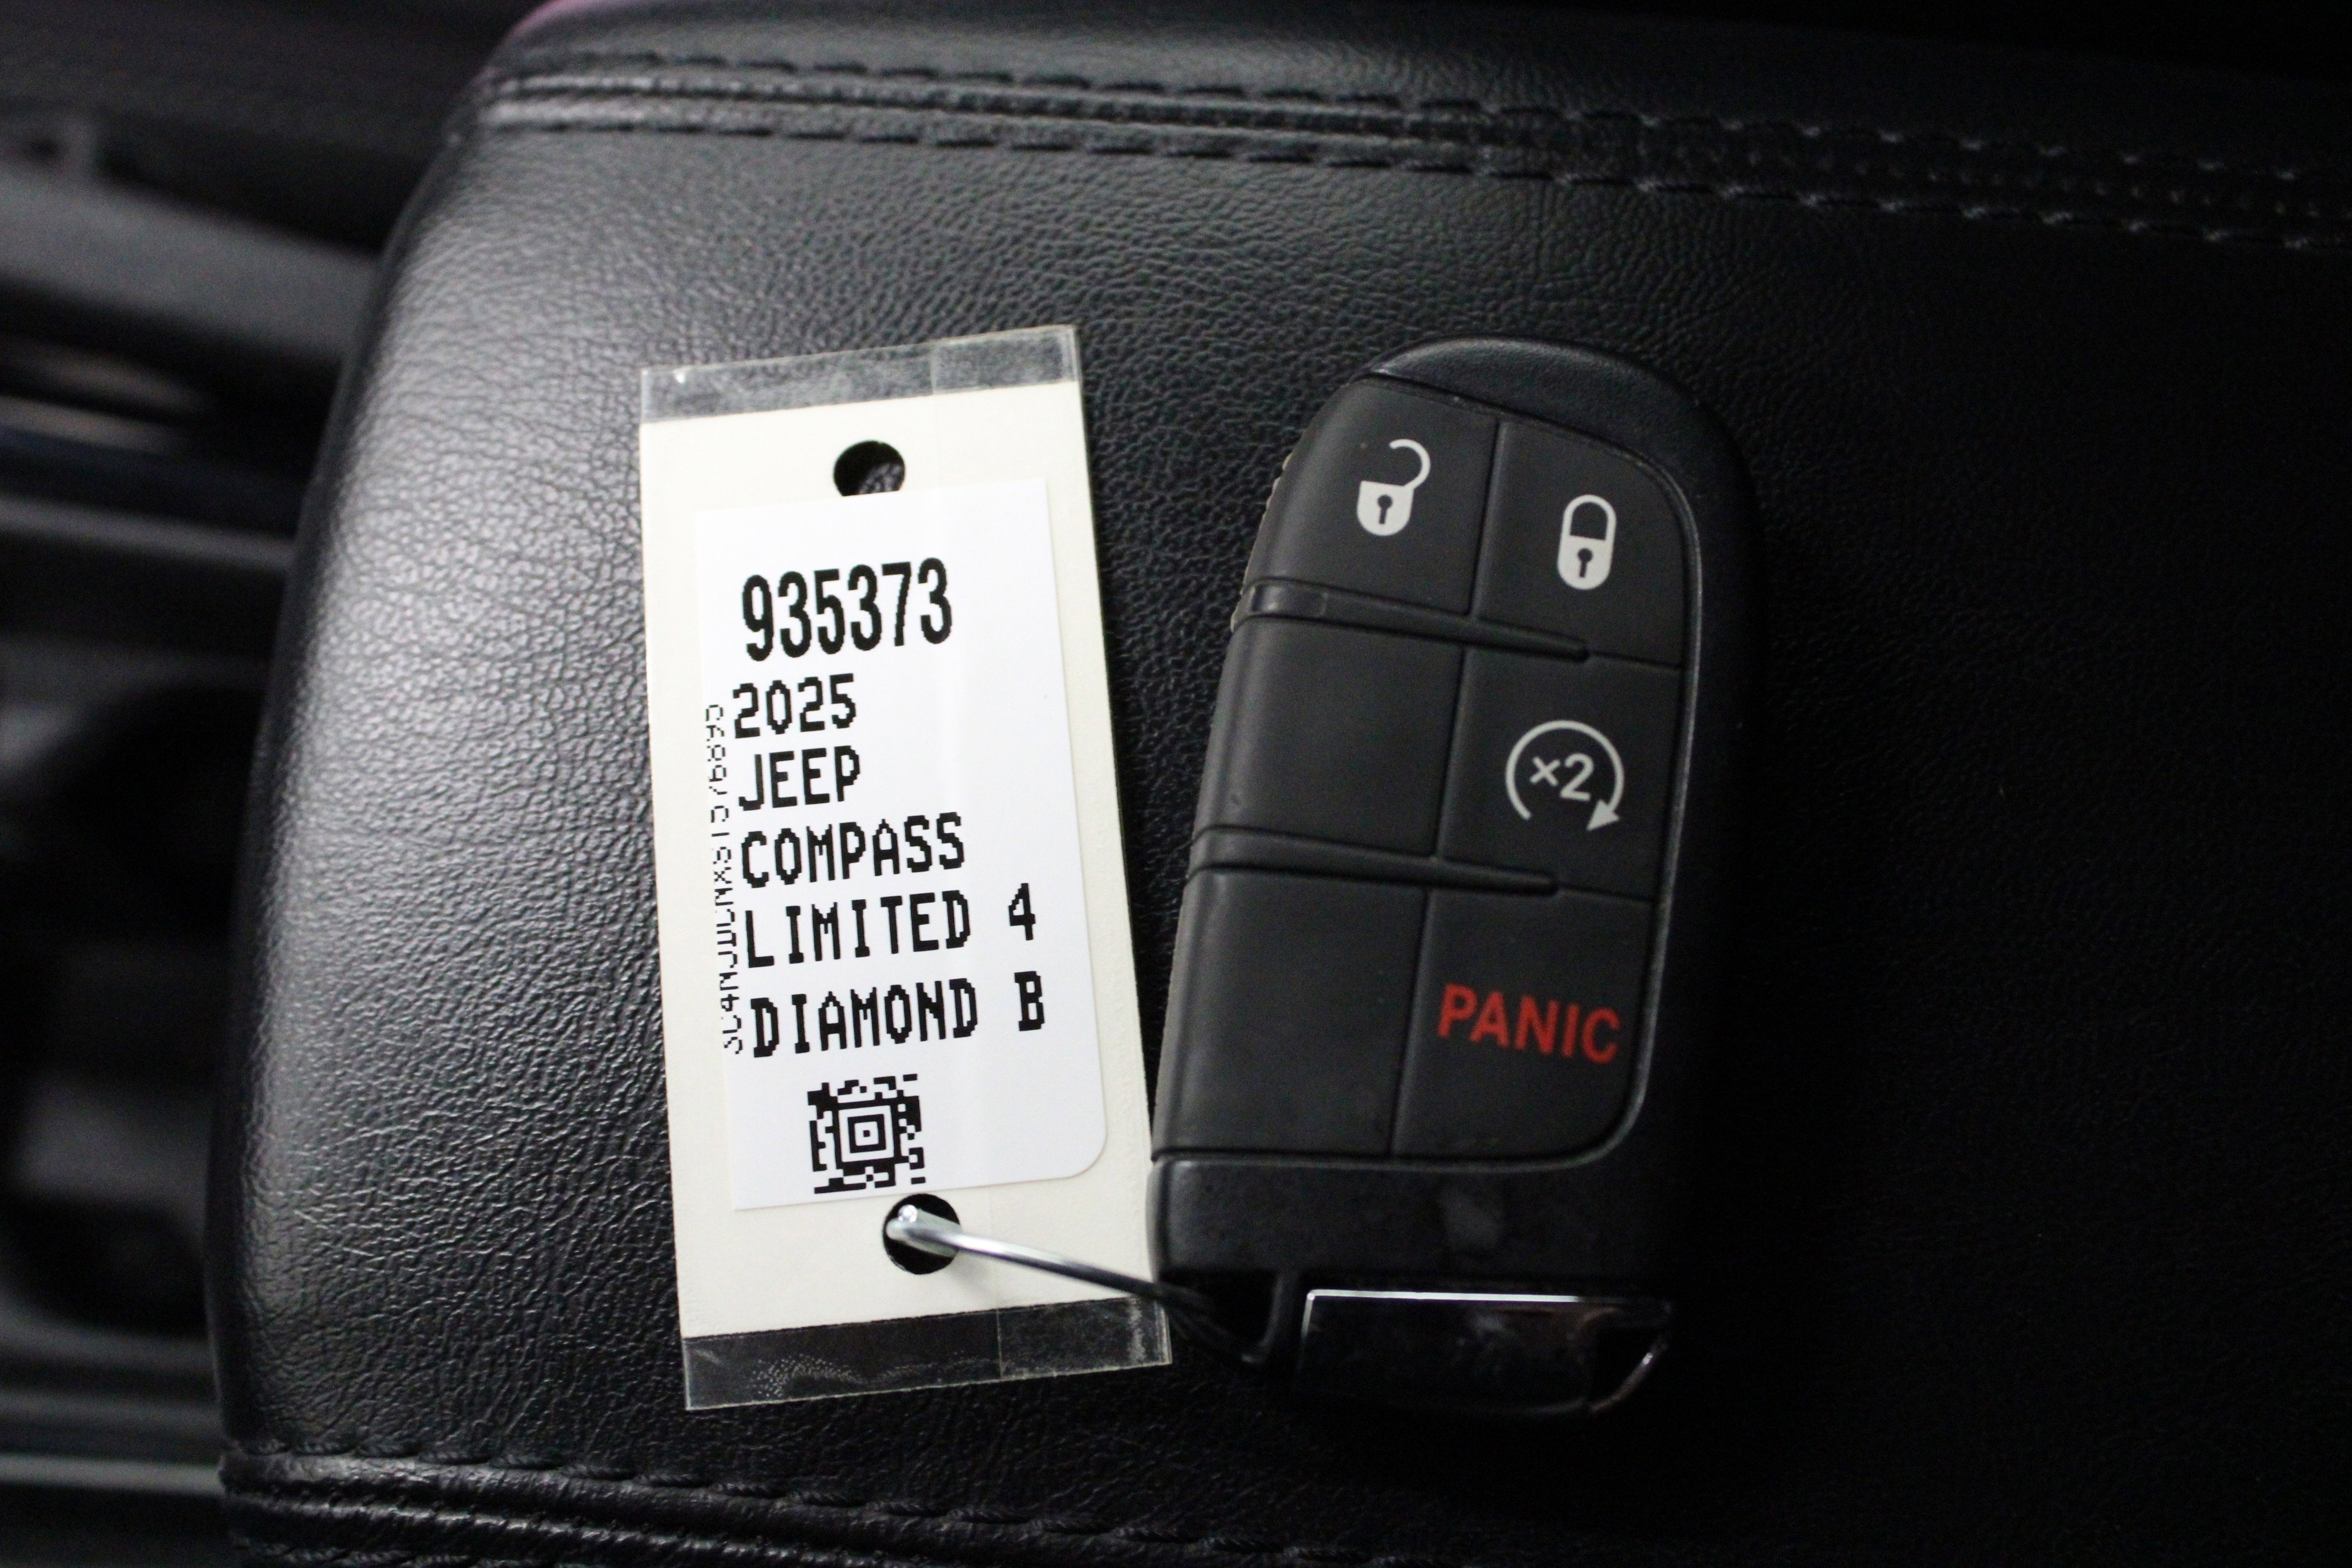 935373
2025
JEEP
COMPASS
LIMITED 4
DIAMOND B
×2
PANIC